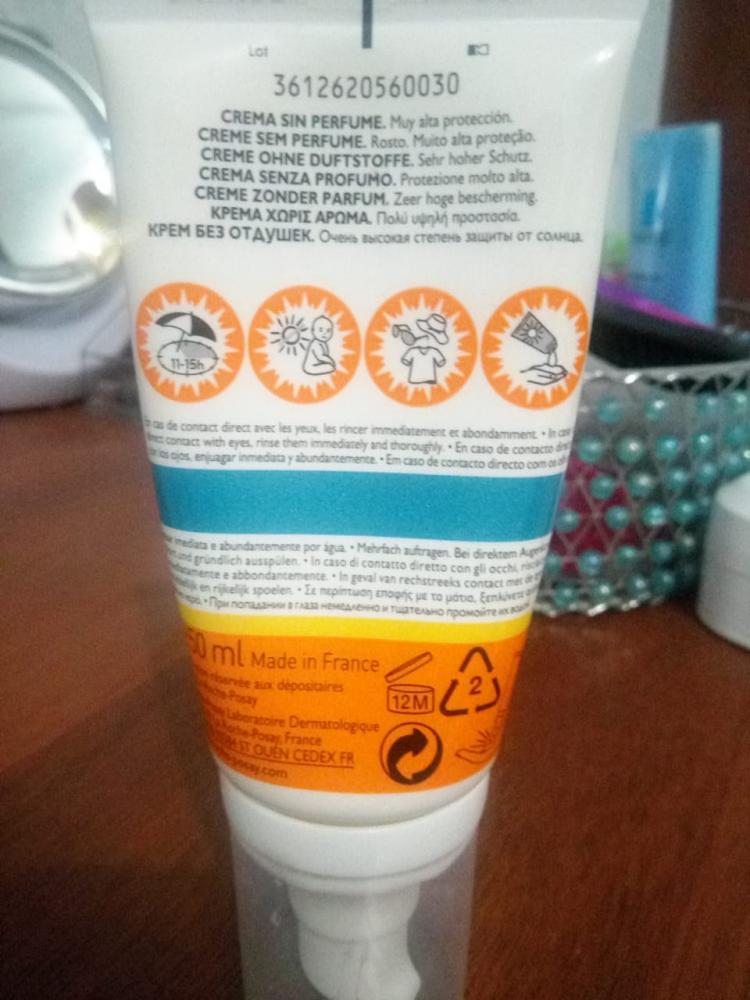 Lot
3612620560030
CREMA SIN PERFUME. Muy alta protección.
CREME SEM PERFUME. Rosto. Muito alta proteção.
CREME OHNE DUFTSTOFFE. Sehr hoher Schutz.
CREMA SENZA PROFUMO. Protezione molto alta.
CREME ZONDER PARFUM. Zeer hoge bescherming.
ΚΡΕΜΑ ΧΩΡΙΣ ΑΡΩΜΑ. Πολύ υψηλή προστασία.
КРЕМ БЕЗ ОТДУШЕК. Очень высокая степень защиты от солнца.
11-15h
cas de contact direct avec les yeux, les rincer immediatement et abondamment. • In case
direct contact with eyes, rinse them immediately and thoroughly. • En caso de contacto
los ojos, enjuagar inmediata y abundantemente. • Em caso de contacto directo com os
imediata e abundantemente por água. • Mehrfach auftragen. Bei direktem
und gründlich ausspülen. • In caso di contatto diretto con gli occhi,
e abbondantemente. • In geval van rechtstreeks contact met de
en rijkelijk spoelen. • Σε περίπτωση επαφής με τα μάτια, ξεπλύνετε
• При попадании в глаза немедленно и тщательно промойте их водой
50 ml Made in France
réservée aux dépositaires
Roche-Posay
Laboratoire Dermatologique
12M
2
Roche-Posay, France
ST OUEN CEDEX FR
posay.com